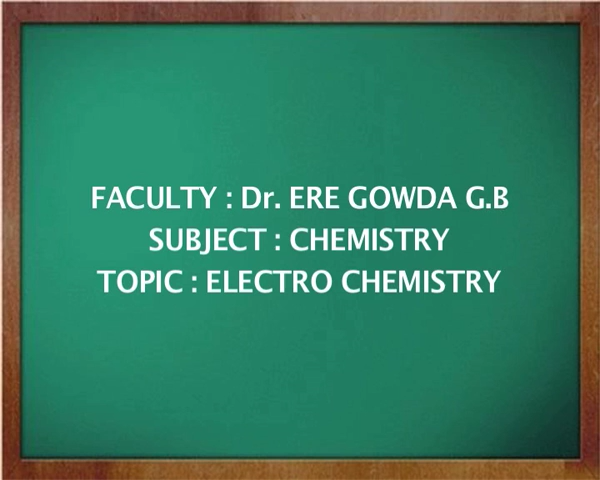 FACULTY : Dr. ERE GOWDA G.B
SUBJECT : CHEMISTRY
TOPIC : ELECTRO CHEMISTRY